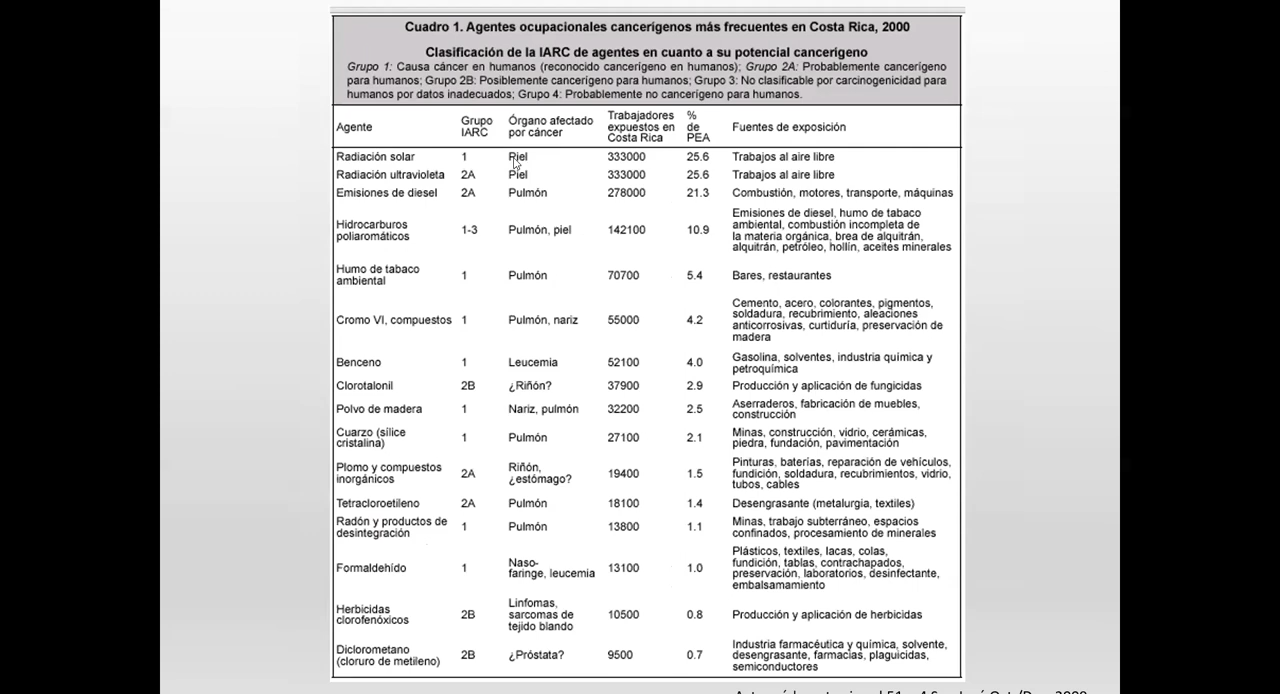 Cuadro 1. Agentes ocupacionales cancerígenos más frecuentes en Costa Rica, 2000
Clasificación de la IARC de agentes en cuanto a su potencial cancerígeno
Grupo 1: Causa cáncer en humanos (reconocido cancerígeno en humanos); Grupo 2A: Probablemente cancerígeno
para humanos; Grupo 2B: Posiblemente cancerígeno para humanos; Grupo 3: No clasificable por carcinogenicidad para
humanos por datos inadecuados; Grupo 4: Probablemente no cancerígeno para humanos.
Agente Grupo IARC Órgano afectado por cáncer Trabajadores expuestos en Costa Rica % de PEA Fuentes de exposición
Radiación solar 1 Piel 333000 25.6 Trabajos al aire libre
Radiación ultravioleta 2A Piel 333000 25.6 Trabajos al aire libre
Emisiones de diesel 2A Pulmón 278000 21.3 Combustión, motores, transporte, máquinas
Hidrocarburos poliaromáticos 1-3 Pulmón, piel 142100 10.9 Emisiones de diesel, humo de tabaco
ambiental, combustión incompleta de
la materia orgánica, brea de alquitrán,
alquitrán, petróleo, hollín, aceites minerales
Humo de tabaco ambiental 1 Pulmón 70700 5.4 Bares, restaurantes
Cromo VI, compuestos 1 Pulmón, nariz 55000 4.2 Cemento, acero, colorantes, pigmentos,
soldadura, recubrimiento, aleaciones
anticorrosivas, curtiduría, preservación de
madera
Benceno 1 Leucemia 52100 4.0 Gasolina, solventes, industria química y
petroquímica
Clorotalonil 2B ¿Riñón? 37900 2.9 Producción y aplicación de fungicidas
Polvo de madera 1 Nariz, pulmón 32200 2.5 Aserraderos, fabricación de muebles,
construcción
Cuarzo (sílice cristalina) 1 Pulmón 27100 2.1 Minas, construcción, vidrio, cerámicas,
piedra, fundación, pavimentación
Plomo y compuestos inorgánicos 2A Riñón, ¿estómago? 19400 1.5 Pinturas, baterías, reparación de vehículos,
fundición, soldadura, recubrimientos, vidrio,
tubos, cables
Tetracloroetileno 2A Pulmón 18100 1.4 Desengrasante (metalurgia, textiles)
Radón y productos de desintegración 1 Pulmón 13800 1.1 Minas, trabajo subterráneo, espacios
confinados, procesamiento de minerales
Formaldehído 1 Naso-faringe, leucemia 13100 1.0 Plásticos, textiles, lacas, colas,
fundición, tablas, contrachapados,
preservación, laboratorios, desinfectante,
embalsamamiento
Herbicidas clorofenóxicos 2B Linfomas, sarcomas de tejido blando 10500 0.8 Producción y aplicación de herbicidas
Diclorometano (cloruro de metileno) 2B ¿Próstata? 9500 0.7 Industria farmacéutica y química, solvente,
desengrasante, farmacias, plaguicidas,
semiconductores